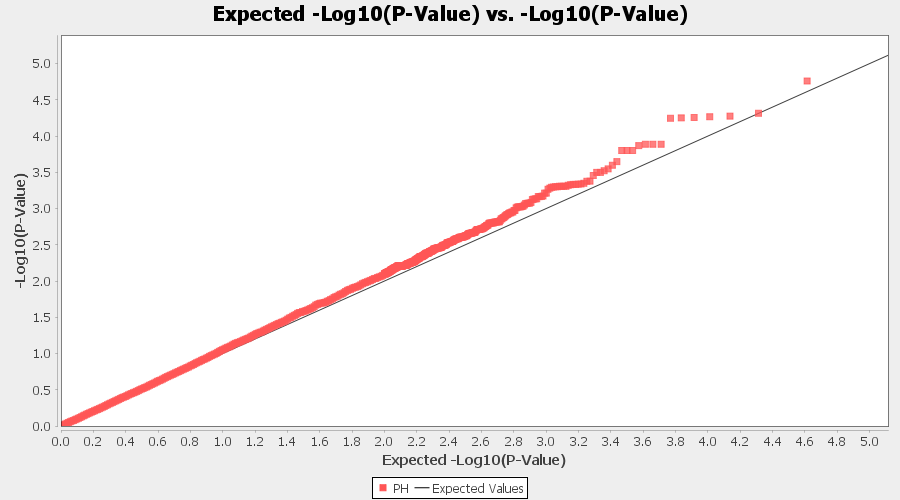 Expected -Log10(P-Value) vs. -Log10(P-Value)
5.0
4.5
4.0
3.5
3.0
2.5
2.0
1.5
1.0
0.5
0.0
-Log10(P-Value)
0.0 0.2 0.4 0.6 0.8 1.0 1.2 1.4 1.6 1.8 2.0 2.2 2.4 2.6 2.8 3.0 3.2 3.4 3.6 3.8 4.0 4.2 4.4 4.6 4.8 5.0
Expected -Log10(P-Value)
PH Expected Values